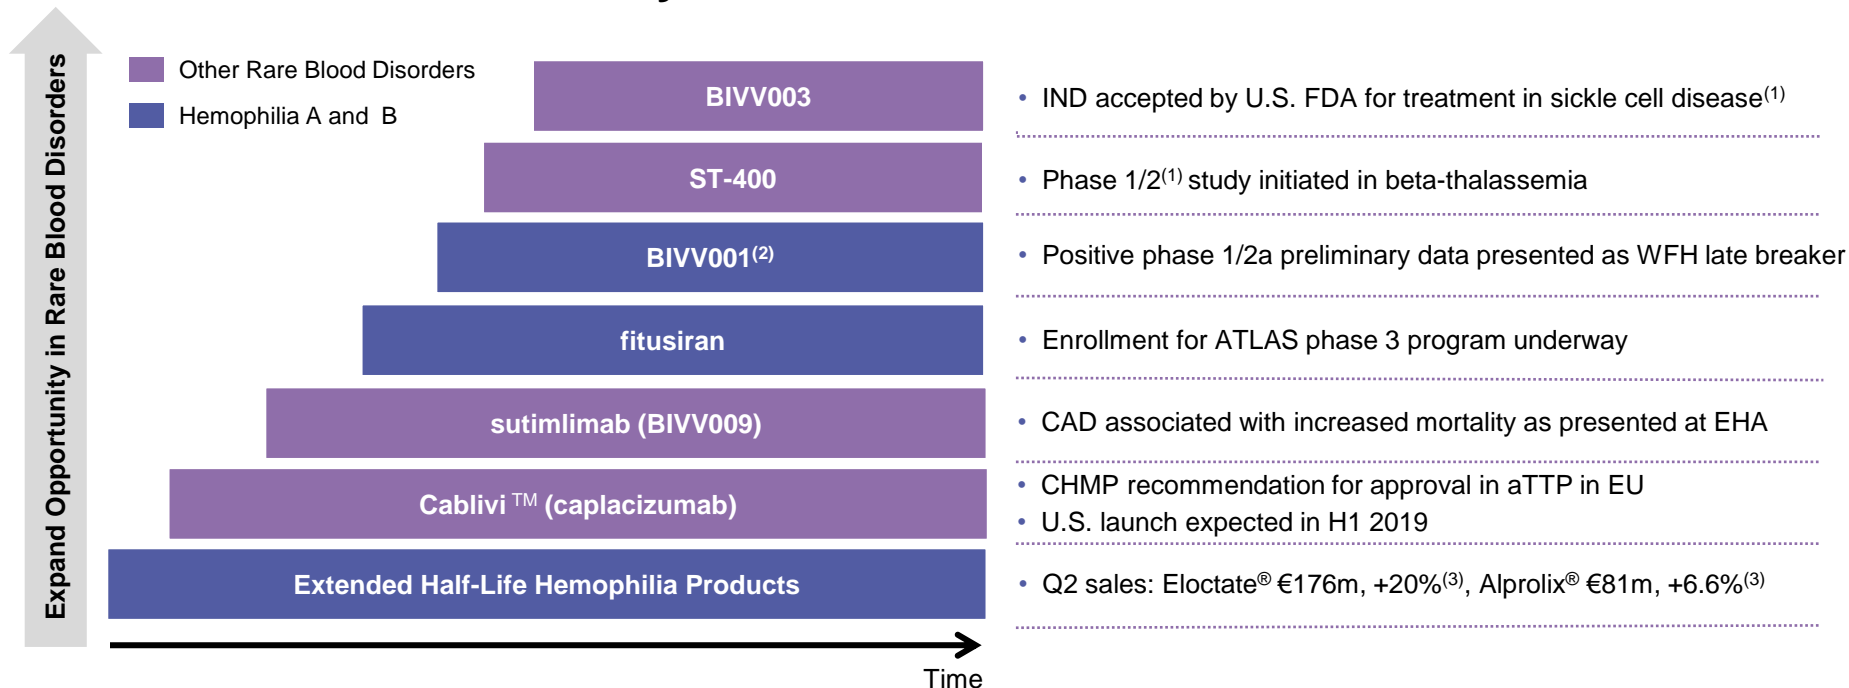 Expand Opportunity in Rare Blood Disorders
Other Rare Blood Disorders
Hemophilia A and B
BIVV003
• IND accepted by U.S. FDA for treatment in sickle cell disease(1)
ST-400
• Phase 1/2(1) study initiated in beta-thalassemia
BIVV001(2)
• Positive phase 1/2a preliminary data presented as WFH late breaker
fitusiran
• Enrollment for ATLAS phase 3 program underway
sutimlimab (BIVV009)
• CAD associated with increased mortality as presented at EHA
Cablivi TM (caplacizumab)
• CHMP recommendation for approval in aTTP in EU
• U.S. launch expected in H1 2019
Extended Half-Life Hemophilia Products
• Q2 sales: Eloctate® €176m, +20%(3), Alprolix® €81m, +6.6%(3)
Time